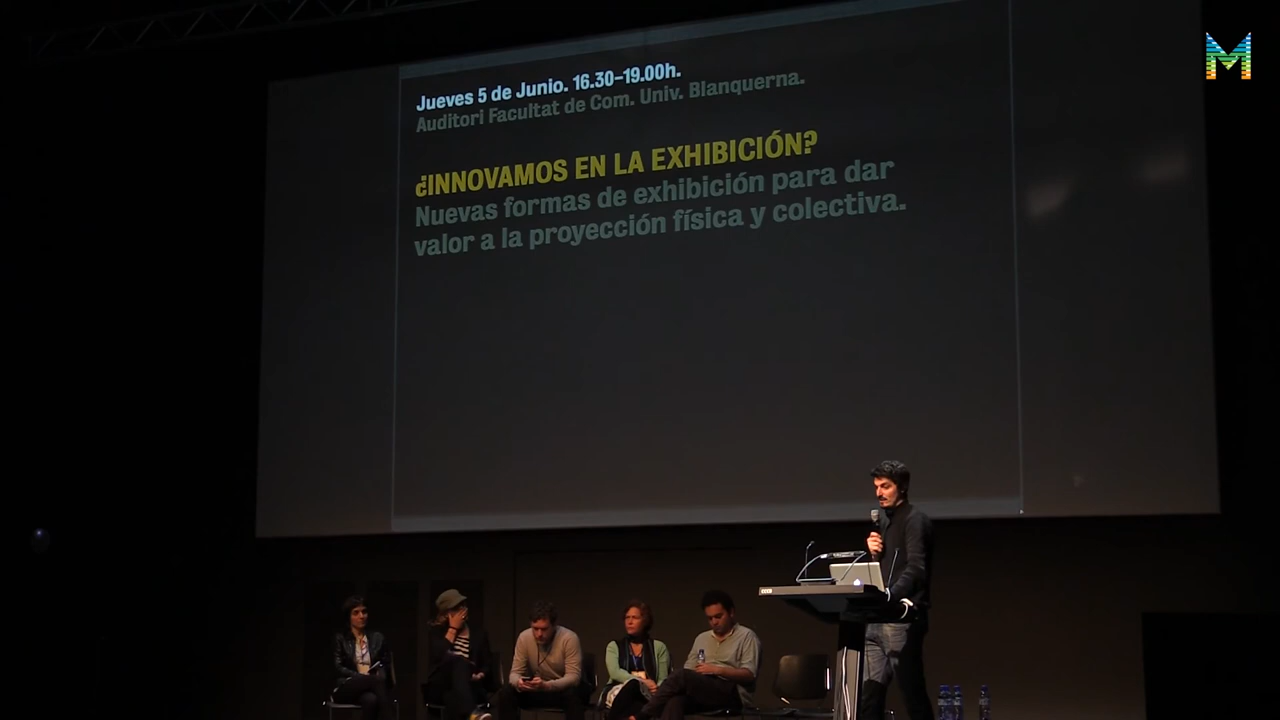 Jueves 5 de Junio. 16.30–19.00h.
Auditori Facultat de Com. Univ. Blanquerna.
¿INNOVAMOS EN LA EXHIBICIÓN?
Nuevas formas de exhibición para dar
valor a la proyección física y colectiva.
M
CCCB